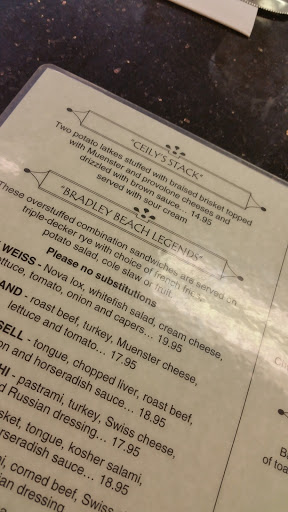 "CEILY'S STACK"
Two potato latkes stuffed with braised brisket topped
with Muenster and provolone cheeses and
drizzled with brown sauce... 14.95
served with sour cream
"BRADLEY BEACH LEGENDS"
These overstuffed combination sandwiches are served on
triple-decker rye with choice of french fries,
potato salad, cole slaw or fruit
Please no substitutions
WEISS - Nova lox, whitefish salad, cream cheese,
lettuce, tomato, onion and capers... 19.95
AND - roast beef, turkey, Muenster cheese,
lettuce and tomato... 17.95
SELL - tongue, chopped liver, roast beef,
on and horseradish sauce... 18.95
HI - pastrami, turkey, Swiss cheese,
d Russian dressing... 17.95
sket, tongue, kosher salami,
rseradish sauce... 18.95
mi, corned beef, Swiss
ian dressing
of toa